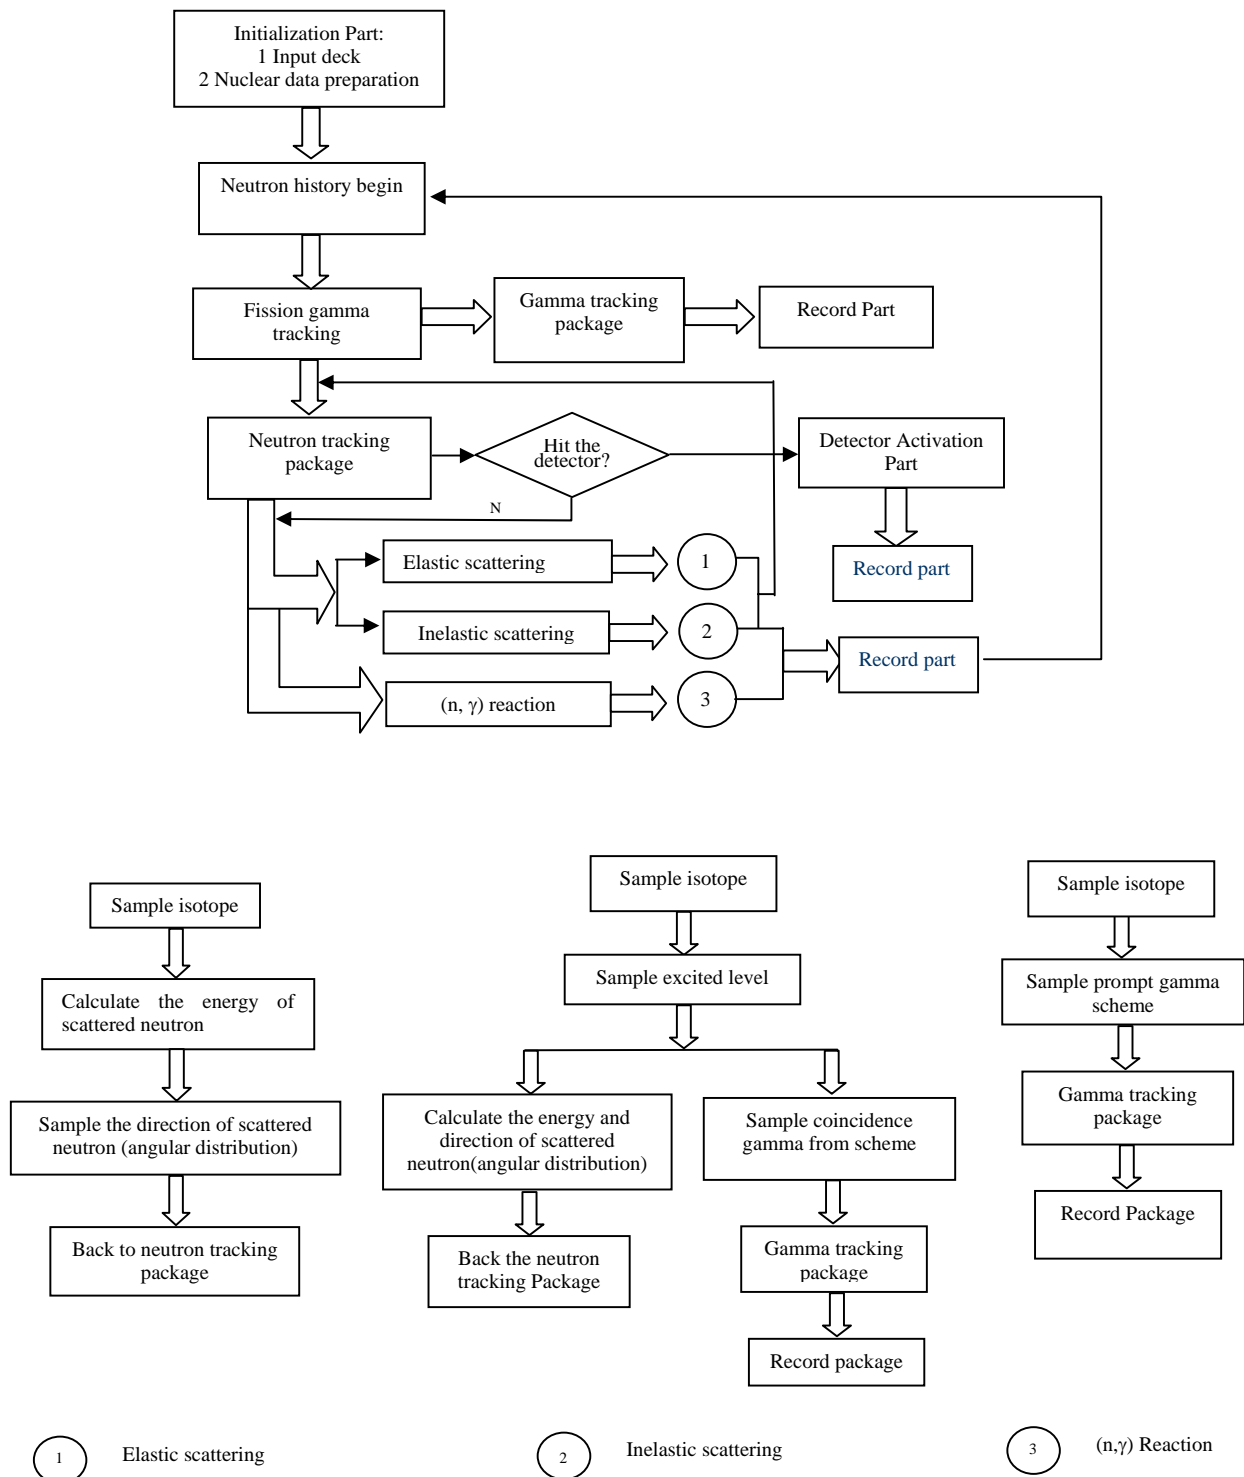 Initialization Part:
1 Input deck
2 Nuclear data preparation
Neutron history begin
Fission gamma
tracking
Gamma tracking
package
Record Part
Neutron tracking
package
Hit the
detector?
Detector Activation
Part
N
Elastic scattering
1
Record part
Inelastic scattering
2
Record part
(n, γ) reaction
3
Sample isotope
Calculate the energy of
scattered neutron
Sample the direction of scattered
neutron (angular distribution)
Back to neutron tracking
package
Sample isotope
Sample excited level
Calculate the energy and
direction of scattered
neutron(angular distribution)
Back the neutron
tracking Package
Sample coincidence
gamma from scheme
Gamma tracking
package
Record package
Sample isotope
Sample prompt gamma
scheme
Gamma tracking
package
Record Package
1 Elastic scattering
2 Inelastic scattering
3 (n,γ) Reaction